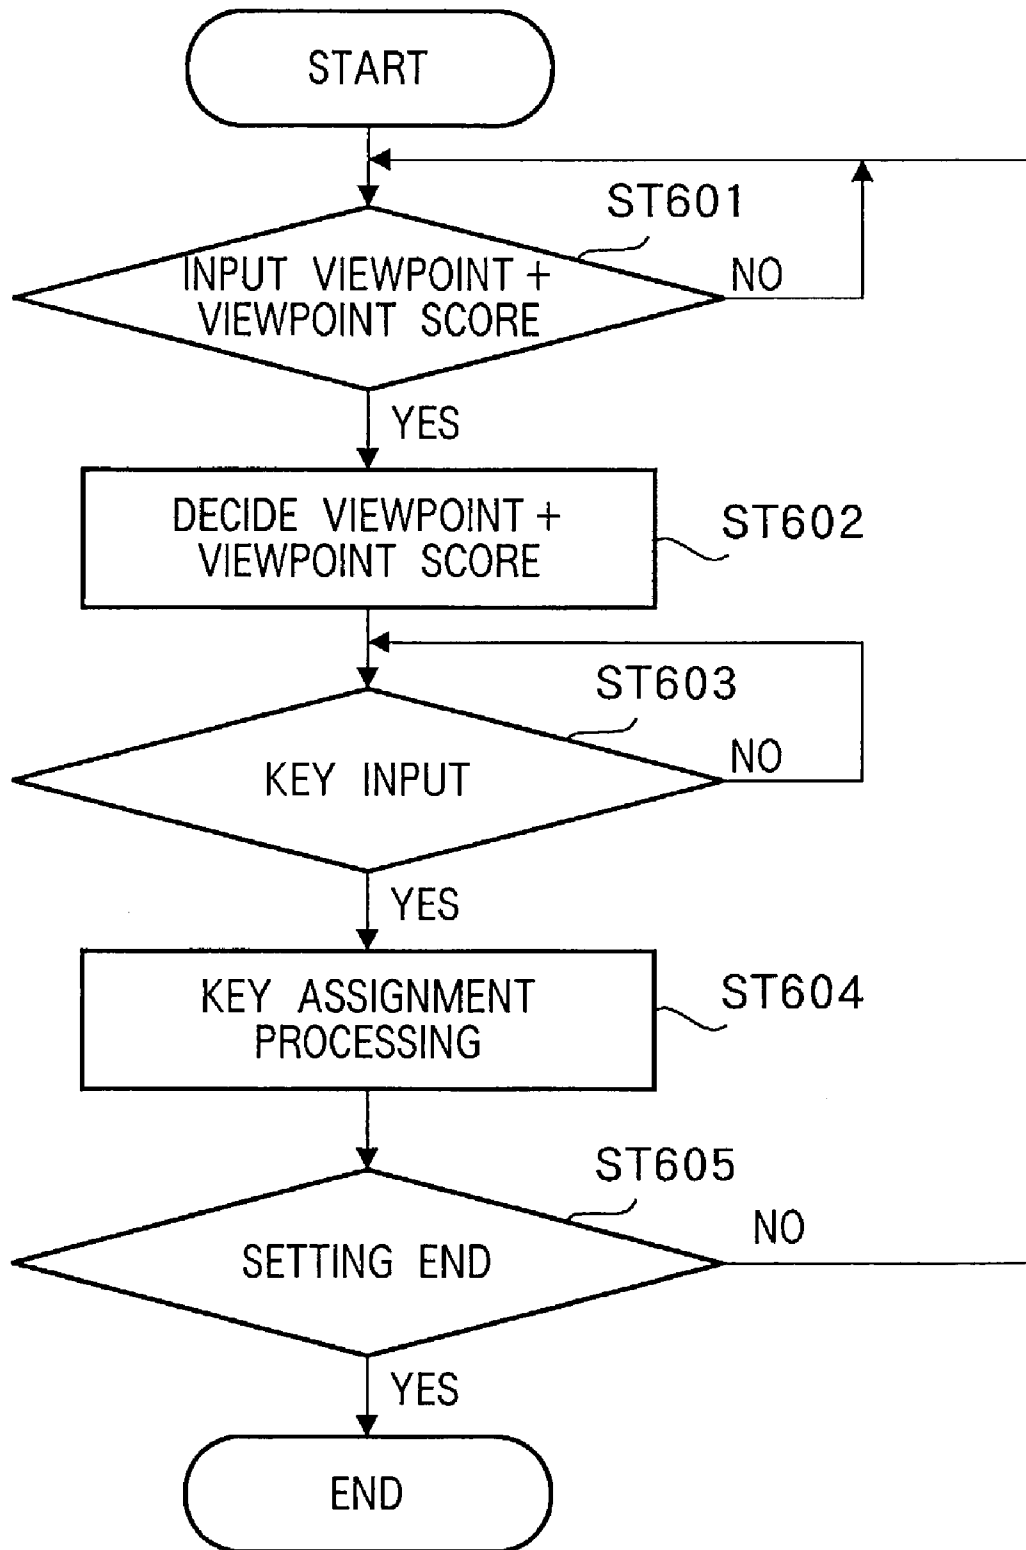 START
ST601
INPUT VIEWPOINT +
VIEWPOINT SCORE
NO
YES
DECIDE VIEWPOINT +
VIEWPOINT SCORE
ST602
ST603
KEY INPUT
NO
YES
KEY ASSIGNMENT
PROCESSING
ST604
ST605
SETTING END
NO
YES
END